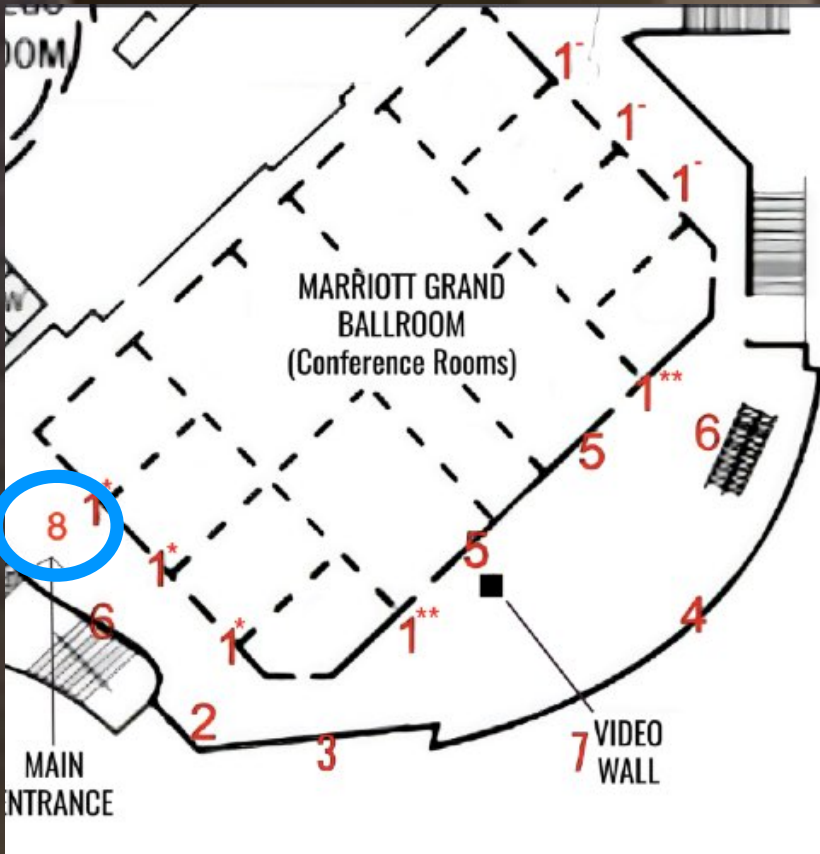 OOM
1-
1-
1-
MARRIOTT GRAND
BALLROOM
(Conference Rooms)
1**
6
5
1*
8
1*
5
6
1*
1**
4
2
3
7
VIDEO
WALL
MAIN
ENTRANCE